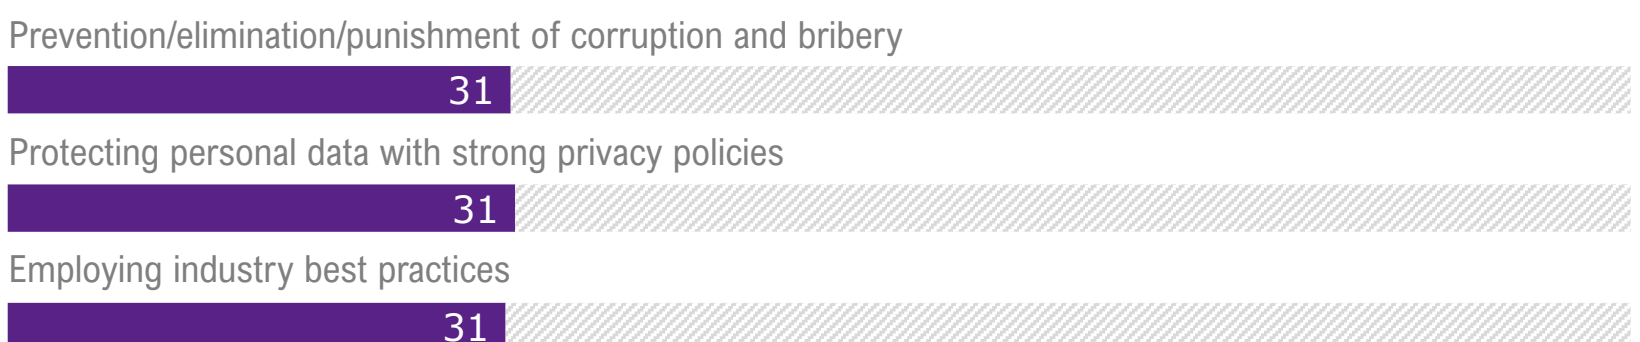 Prevention/elimination/punishment of corruption and bribery
31
Protecting personal data with strong privacy policies
31
Employing industry best practices
31